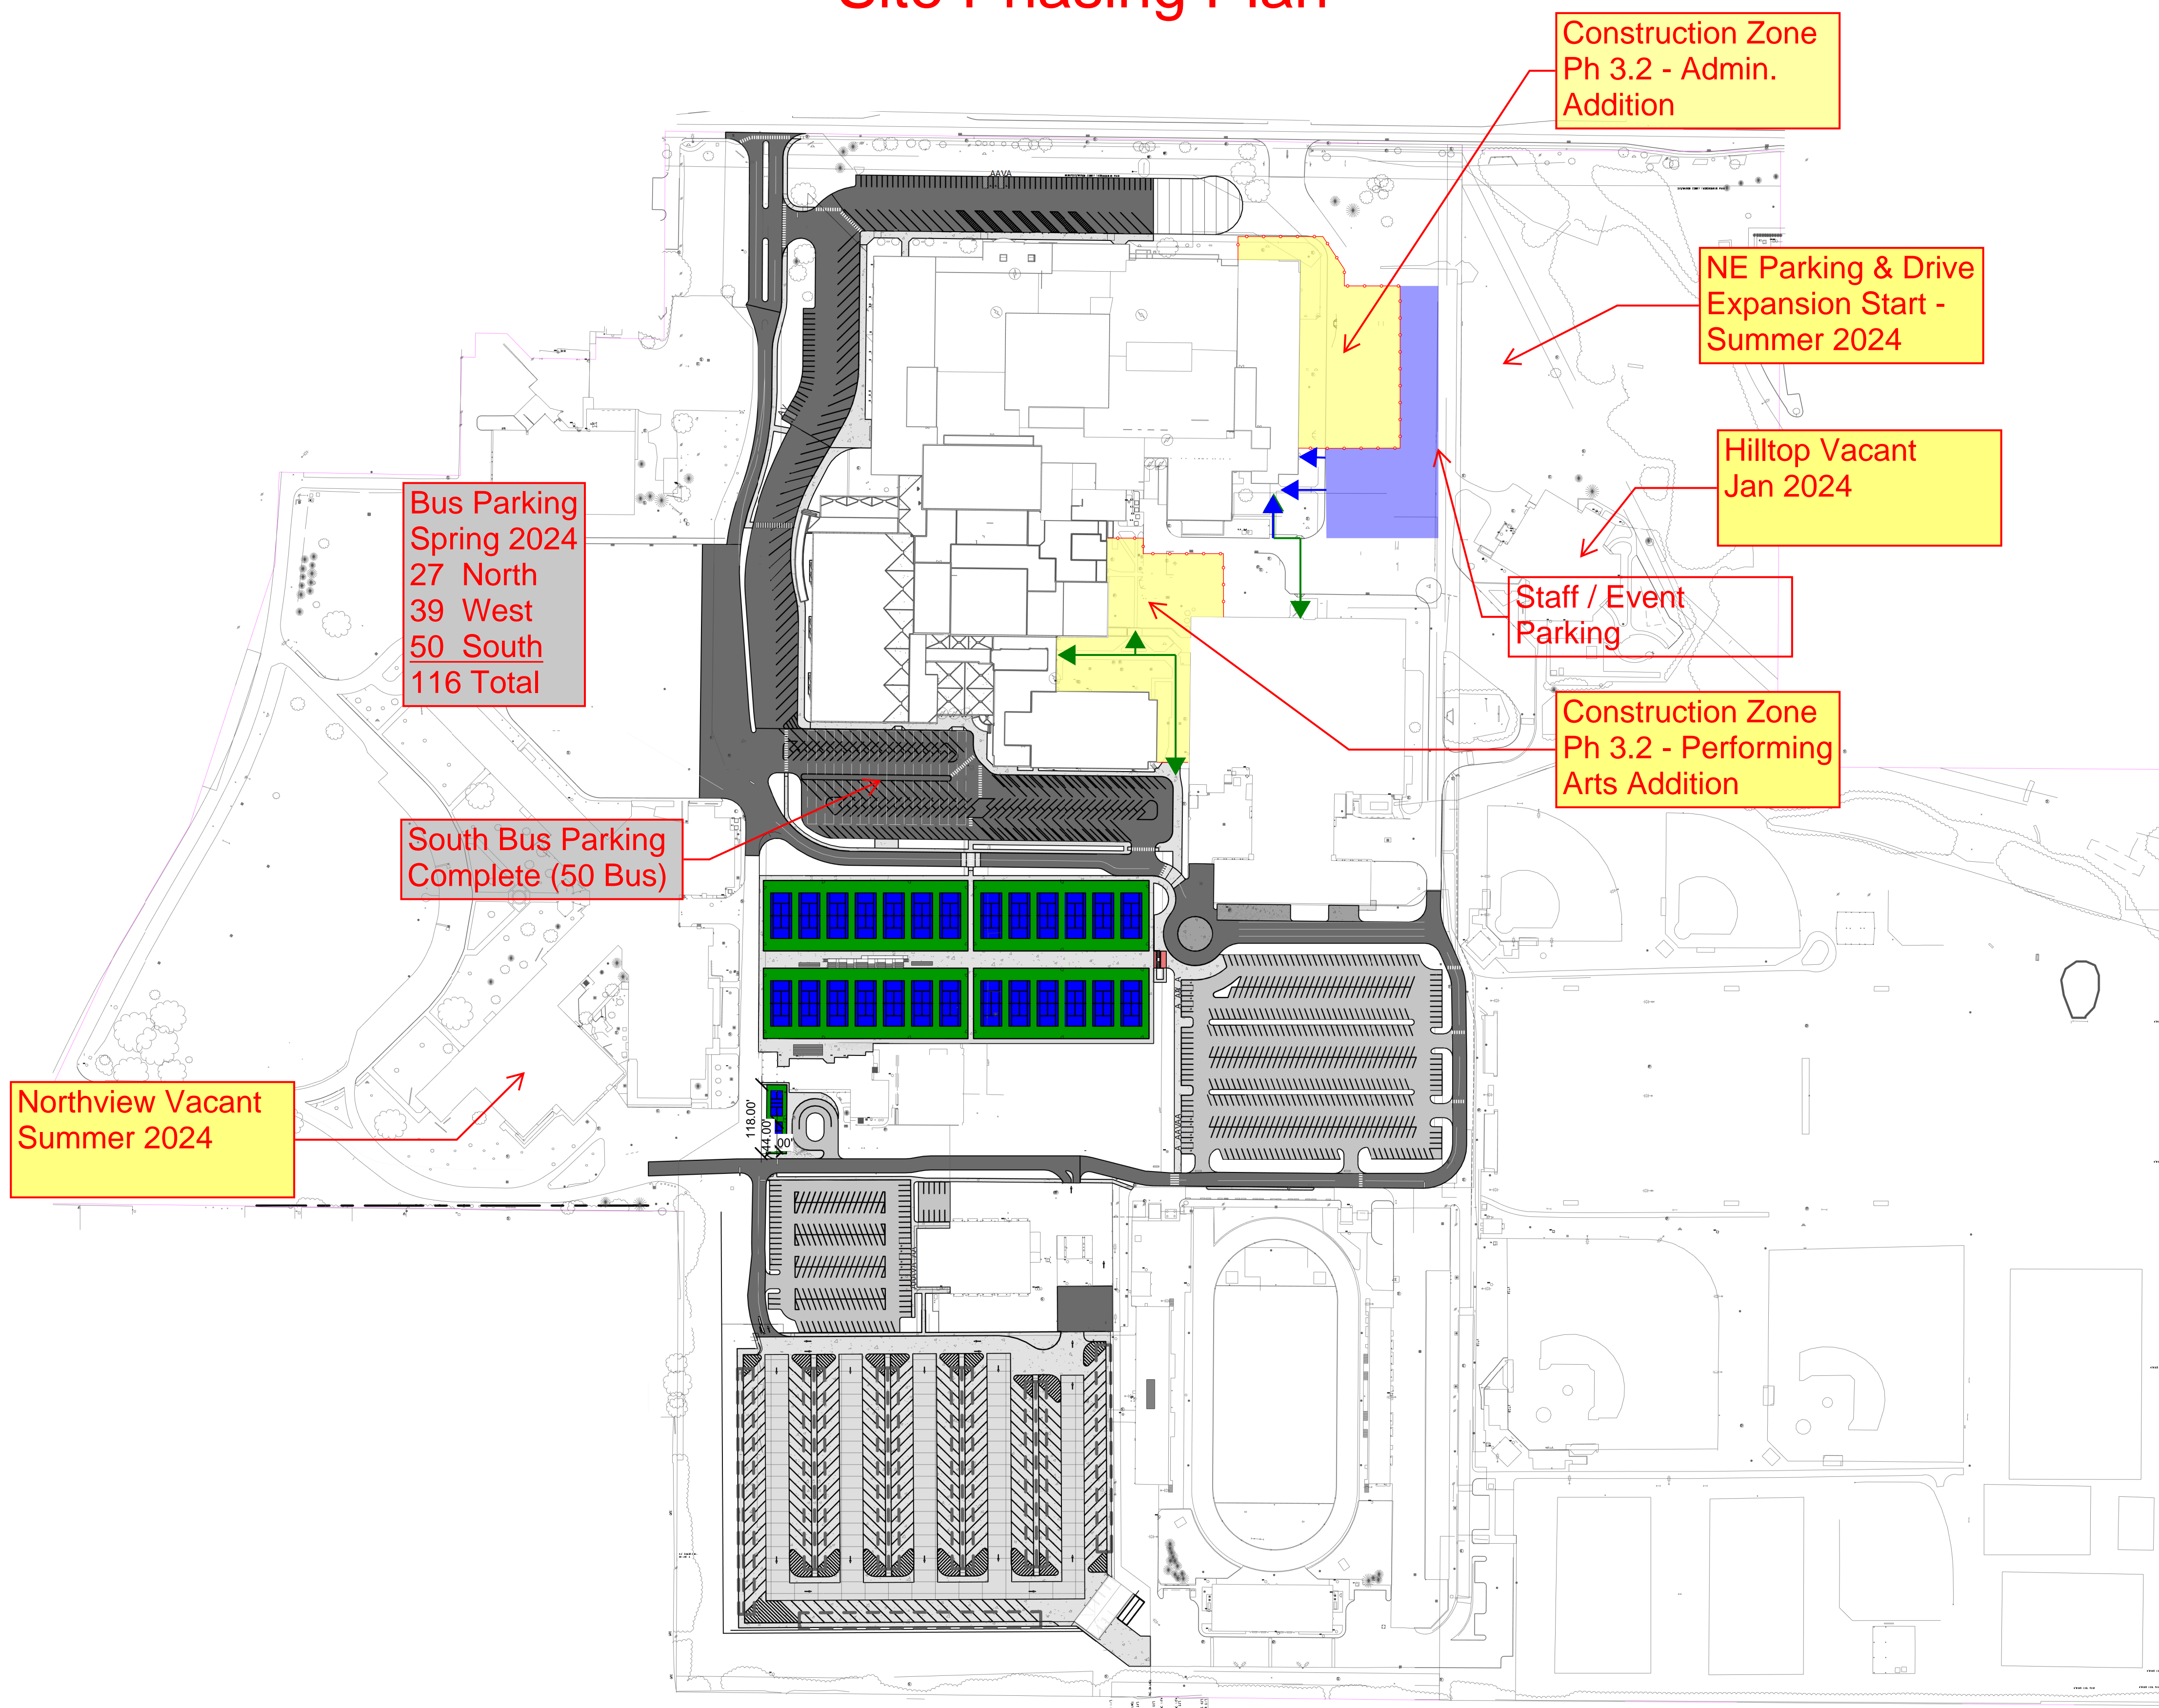 Site Phasing Plan
Construction Zone
Ph 3.2 - Admin.
Addition
NE Parking & Drive
Expansion Start -
Summer 2024
Hilltop Vacant
Jan 2024
Bus Parking
Spring 2024
27 North
39 West
50 South
116 Total
Staff / Event
Parking
Construction Zone
Ph 3.2 - Performing
Arts Addition
South Bus Parking
Complete (50 Bus)
Northview Vacant
Summer 2024
AAVA
118.00'
44.00'
.00'